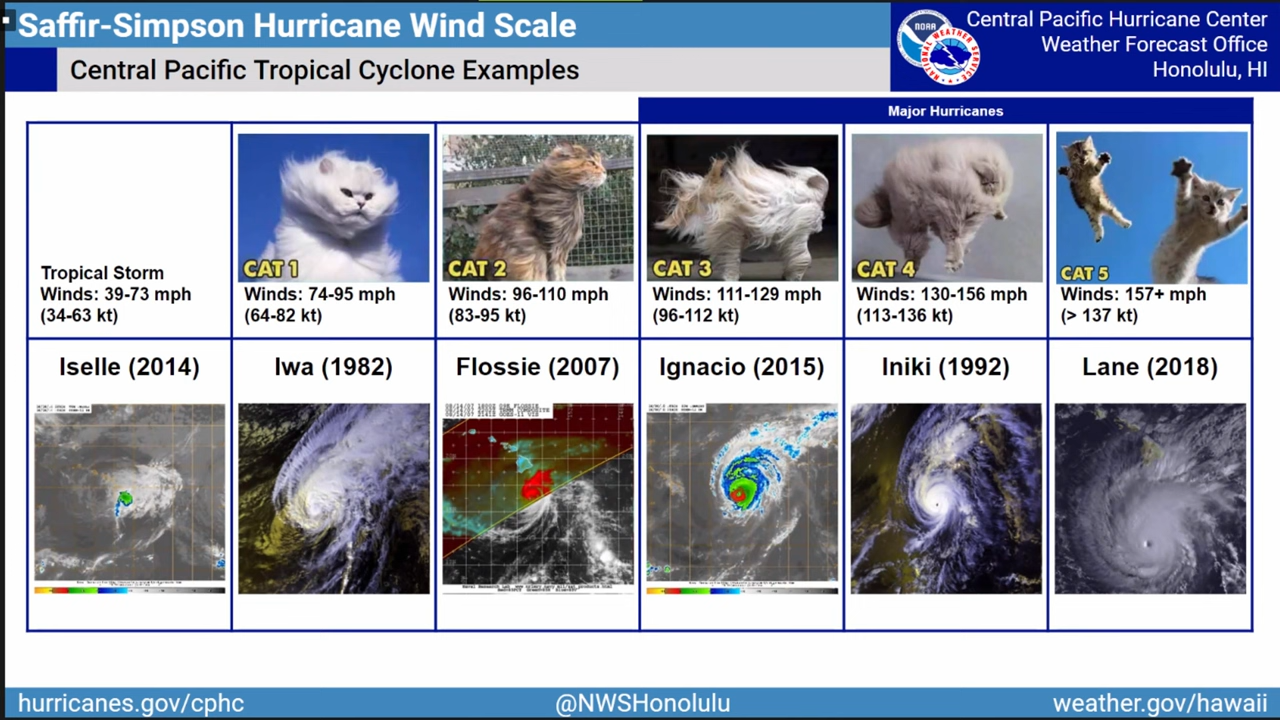 Saffir-Simpson Hurricane Wind Scale
Central Pacific Tropical Cyclone Examples
NOAA
NATIONAL WEATHER SERVICE
Central Pacific Hurricane Center
Weather Forecast Office
Honolulu, HI
Major Hurricanes
Tropical Storm
Winds: 39-73 mph
(34-63 kt)
CAT 1
Winds: 74-95 mph
(64-82 kt)
CAT 2
Winds: 96-110 mph
(83-95 kt)
CAT 3
Winds: 111-129 mph
(96-112 kt)
CAT 4
Winds: 130-156 mph
(113-136 kt)
CAT 5
Winds: 157+ mph
(> 137 kt)
Iselle (2014)
Iwa (1982)
Flossie (2007)
Ignacio (2015)
Iniki (1992)
Lane (2018)
hurricanes.gov/cphc
@NWSHonolulu
weather.gov/hawaii